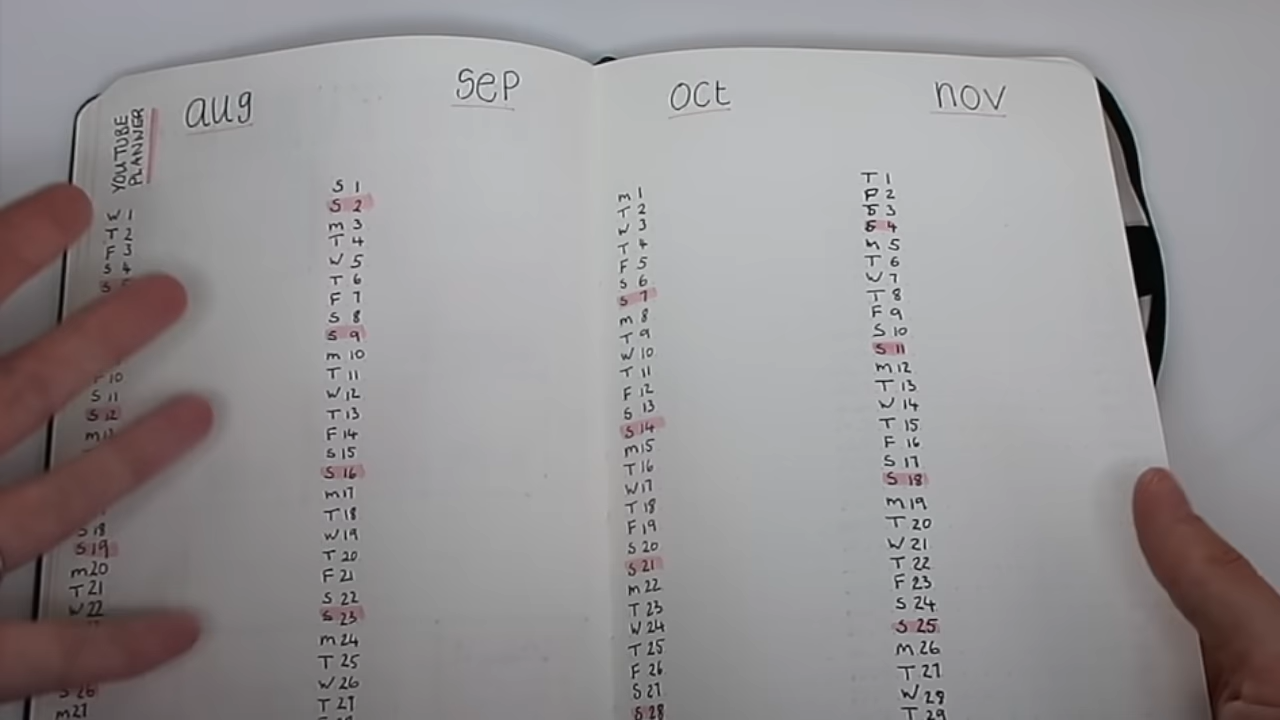 YOUTUBE
PLANNER
aug
W 1
T 2
F 3
S 4
S 5
F 10
S 11
S 12
M 13
S 18
S 19
M 20
T 21
W 22
S 26
M 27
sep
S 1
S 2
M 3
T 4
W 5
T 6
F 7
S 8
S 9
M 10
T 11
W 12
T 13
F 14
S 15
S 16
M 17
T 18
W 19
T 20
F 21
S 22
S 23
M 24
T 25
W 26
T 27
oct
M 1
T 2
W 3
T 4
F 5
S 6
S 7
M 8
T 9
W 10
T 11
F 12
S 13
S 14
M 15
T 16
W 17
T 18
F 19
S 20
S 21
M 22
T 23
W 24
T 25
F 26
S 27
S 28
nov
T 1
F 2
S 3
S 4
M 5
T 6
W 7
T 8
F 9
S 10
S 11
M 12
T 13
W 14
T 15
F 16
S 17
S 18
M 19
T 20
W 21
T 22
F 23
S 24
S 25
M 26
T 27
W 28
T 29